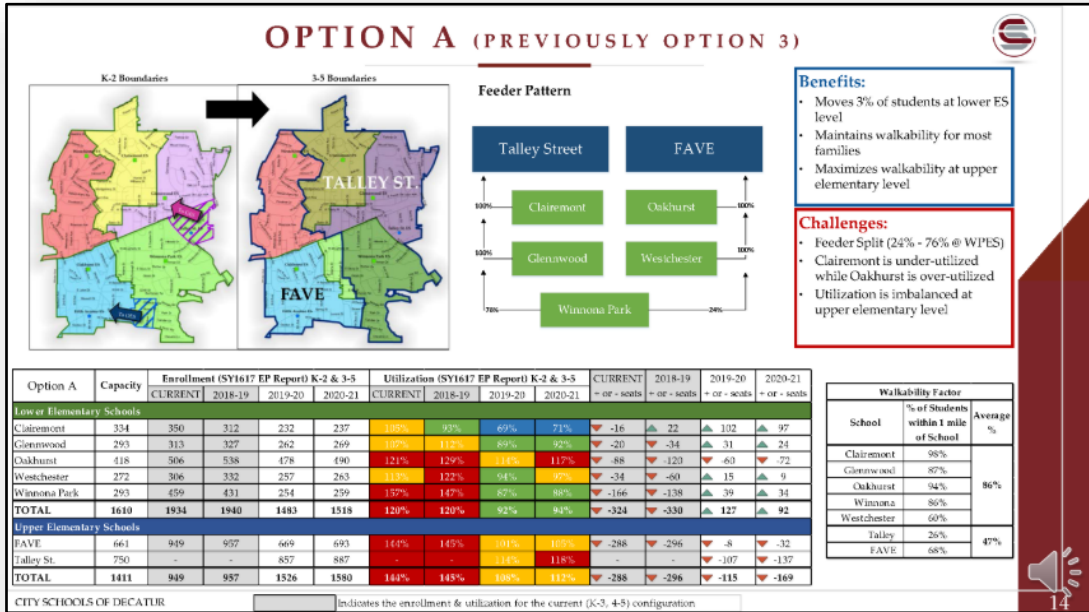 OPTION A (PREVIOUSLY OPTION 3)
K-2 Boundaries
3-5 Boundaries
TALLEY ST.
FAVE
Feeder Pattern
Talley Street
FAVE
Clairemont
Oakhurst
100%
100%
Glennwood
Westchester
100%
100%
Winnona Park
76%
24%
Benefits:
• Moves 3% of students at lower ES
level
• Maintains walkability for most
families
• Maximizes walkability at upper
elementary level
Challenges:
• Feeder Split (24% - 76% @ WPES)
• Clairemont is under-utilized
while Oakhurst is over-utilized
• Utilization is imbalanced at
upper elementary level
Option A Capacity Enrollment (SY1617 EP Report) K-2 & 3-5 Utilization (SY1617 EP Report) K-2 & 3-5 CURRENT 2018-19 2019-20 2020-21
CURRENT 2018-19 2019-20 2020-21 CURRENT 2018-19 2019-20 2020-21 + or - seats + or - seats + or - seats + or - seats
Lower Elementary Schools
Clairemont 334 350 312 232 237 105% 93% 69% 71% -16 22 102 97
Glennwood 293 313 327 262 269 107% 112% 89% 92% -20 -34 31 24
Oakhurst 418 506 538 478 490 121% 129% 114% 117% -88 -120 -60 -72
Westchester 272 306 332 257 263 113% 122% 94% 97% -34 -60 15 9
Winnona Park 293 459 431 254 259 157% 147% 87% 88% -166 -138 39 34
TOTAL 1610 1934 1940 1483 1518 120% 120% 92% 94% -324 -330 127 92
Upper Elementary Schools
FAVE 661 949 957 669 693 144% 145% 101% 105% -288 -296 -8 -32
Talley St. 750 - - 857 887 - - 114% 118% - - -107 -137
TOTAL 1411 949 957 1526 1580 144% 145% 108% 112% -288 -296 -115 -169
Walkability Factor
School % of Students within 1 mile of School Average %
Clairemont 98%
Glennwood 87%
Oakhurst 94% 86%
Winnona 86%
Westchester 60%
Talley 26% 47%
FAVE 68%
CITY SCHOOLS OF DECATUR
Indicates the enrollment & utilization for the current (K-3, 4-5) configuration
14